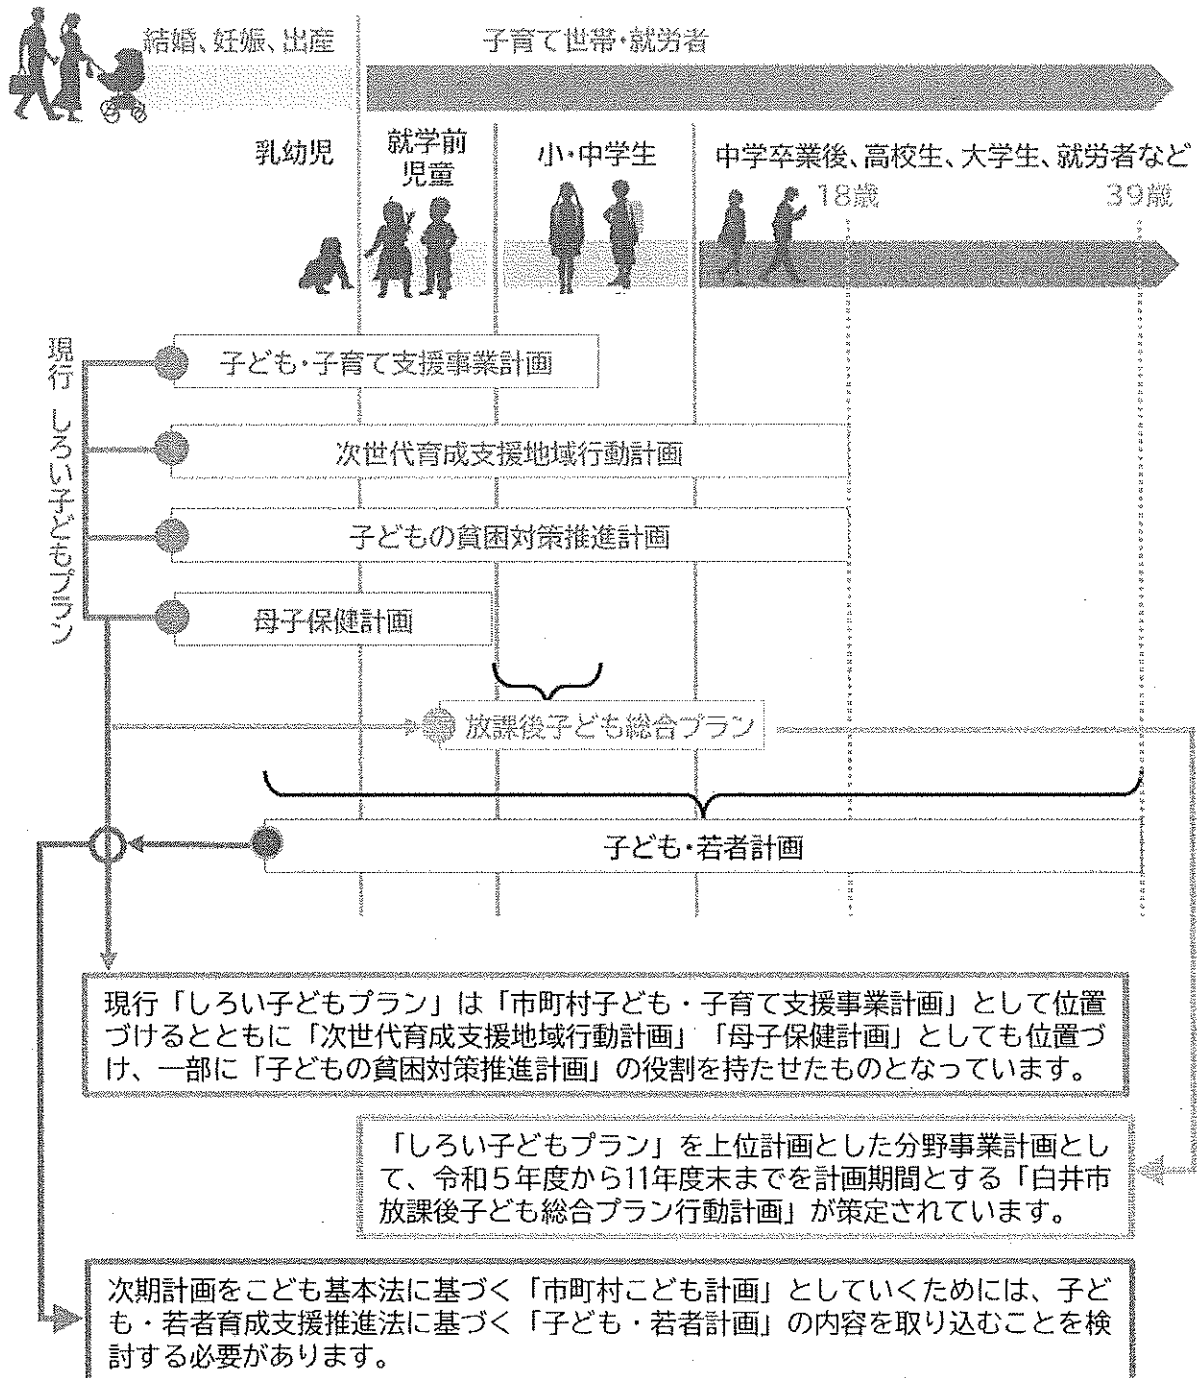 結婚、妊娠、出産
子育て世帯・就労者
乳幼児
就学前
児童
小・中学生
中学卒業後、高校生、大学生、就労者など
18歳
39歳
現行 しろい子どもプラン
子ども・子育て支援事業計画
次世代育成支援地域行動計画
子どもの貧困対策推進計画
母子保健計画
放課後子ども総合プラン
子ども・若者計画
現行「しろい子どもプラン」は「市町村子ども・子育て支援事業計画」として位置
づけるとともに「次世代育成支援地域行動計画」「母子保健計画」としても位置づ
け、一部に「子どもの貧困対策推進計画」の役割を持たせたものとなっています。
「しろい子どもプラン」を上位計画とした分野事業計画とし
て、令和5年度から11年度末までを計画期間とする「白井市
放課後子ども総合プラン行動計画」が策定されています。
次期計画をこども基本法に基づく「市町村こども計画」としていくためには、子ど
も・若者育成支援推進法に基づく「子ども・若者計画」の内容を取り込むことを検
討する必要があります。